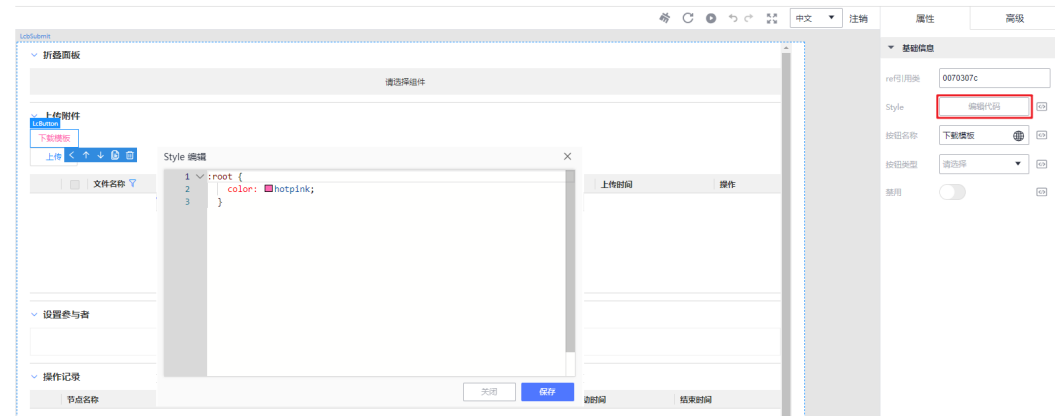 中文 注销 属性 高级
LcbSubmit
折叠面板
基础信息
请选择组件
ref引用类 0070307c
Style 编辑代码
上传附件
LcButton
下载模板
按钮名称 下载模板
上传
Style 编辑
按钮类型 请选择
1 :root {
2 color: hotpink;
3 }
文件名称 上传时间 操作
禁用
设置参与者
操作记录
关闭 保存
节点名称 动时间 结束时间